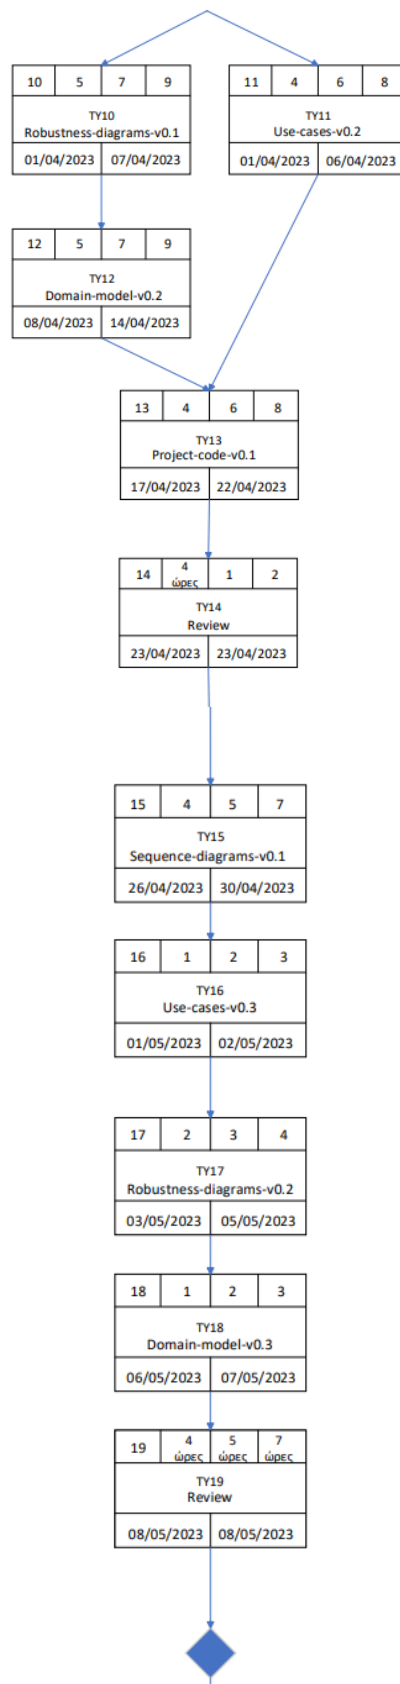 10 5 7 9
TY10
Robustness-diagrams-v0.1
01/04/2023 07/04/2023
11 4 6 8
TY11
Use-cases-v0.2
01/04/2023 06/04/2023
12 5 7 9
TY12
Domain-model-v0.2
08/04/2023 14/04/2023
13 4 6 8
TY13
Project-code-v0.1
17/04/2023 22/04/2023
14 4 ώρες 1 2
TY14
Review
23/04/2023 23/04/2023
15 4 5 7
TY15
Sequence-diagrams-v0.1
26/04/2023 30/04/2023
16 1 2 3
TY16
Use-cases-v0.3
01/05/2023 02/05/2023
17 2 3 4
TY17
Robustness-diagrams-v0.2
03/05/2023 05/05/2023
18 1 2 3
TY18
Domain-model-v0.3
06/05/2023 07/05/2023
19 4 ώρες 5 ώρες 7 ώρες
TY19
Review
08/05/2023 08/05/2023